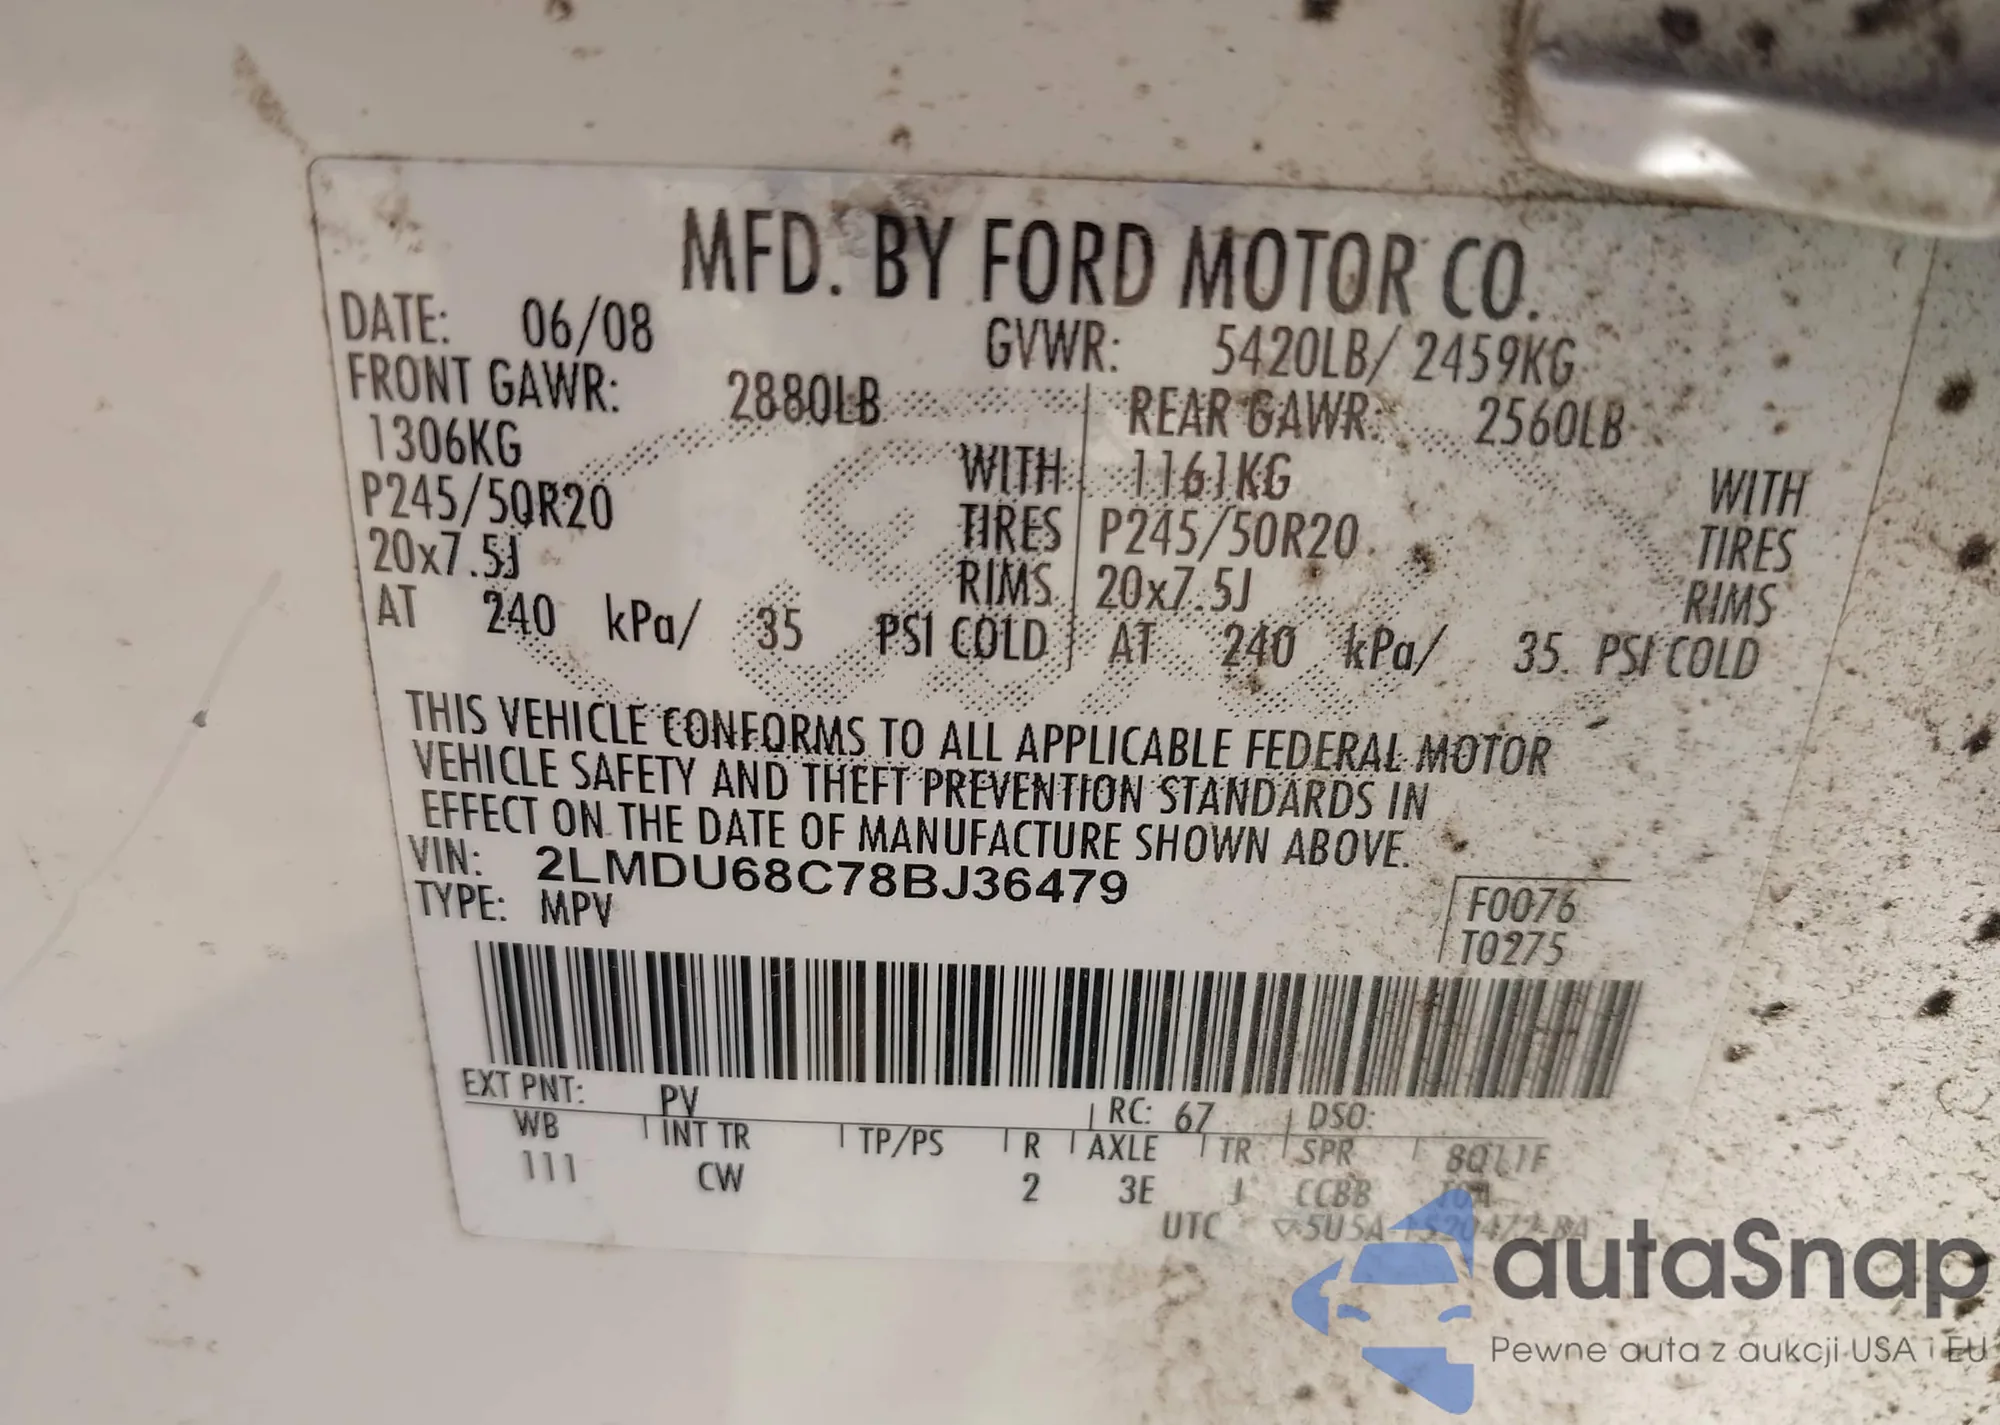 MFD. BY FORD MOTOR CO.
DATE: 06/08 GVWR: 5420LB/ 2459KG
FRONT GAWR: 2880LB REAR GAWR: 2560LB
1306KG WITH 1161KG WITH
P245/50R20 TIRES P245/50R20 TIRES
20x7.5J RIMS 20x7.5J RIMS
AT 240 kPa/ 35 PSI COLD AT 240 kPa/ 35 PSI COLD
THIS VEHICLE CONFORMS TO ALL APPLICABLE FEDERAL MOTOR
VEHICLE SAFETY AND THEFT PREVENTION STANDARDS IN
EFFECT ON THE DATE OF MANUFACTURE SHOWN ABOVE.
VIN: 2LMDU68C78BJ36479
TYPE: MPV
F0076
T0275
EXT PNT: PV RC: 67 DSO:
WB INT TR TP/PS R AXLE TR SPR
111 CW 2 3E J CCBB
UTC
autaSnap
Pewne auta z aukcji USA i EU